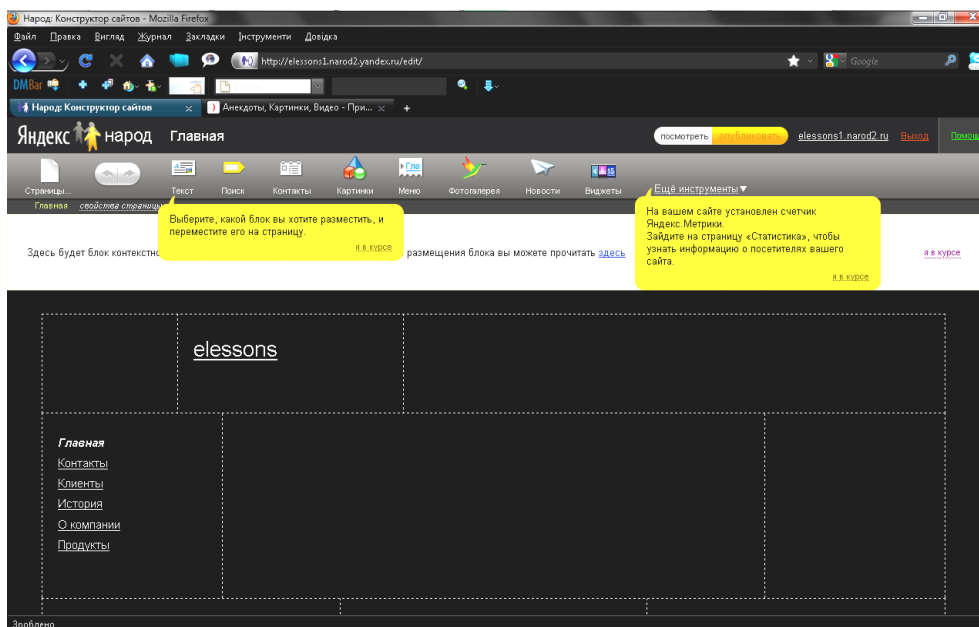 Народ: Конструктор сайтов - Mozilla Firefox
Файл Правка Вигляд Журнал Закладки Інструменти Довідка
http://elessons1.narod2.yandex.ru/edit/
Google
DMBar
Народ: Конструктор сайтов
Анекдоты, Картинки, Видео - При...
Яндекс народ Главная
посмотреть опубликовать elessons1.narod2.ru Выход Помощ
Страницы... Текст Поиск Контакты Картинки Меню Фотогалерея Новости Виджеты Ещё инструменты▼
Главная свойства страницы
Выберите, какой блок вы хотите разместить, и
переместите его на страницу.
я в курсе
На вашем сайте установлен счетчик
Яндекс.Метрики.
Зайдите на страницу «Статистика», чтобы
узнать информацию о посетителях вашего
сайта.
я в курсе
Здесь будет блок контекстно размещения блока вы можете прочитать здесь я в курсе
elessons
Главная
Контакты
Клиенты
История
О компании
Продукты
Зроблено